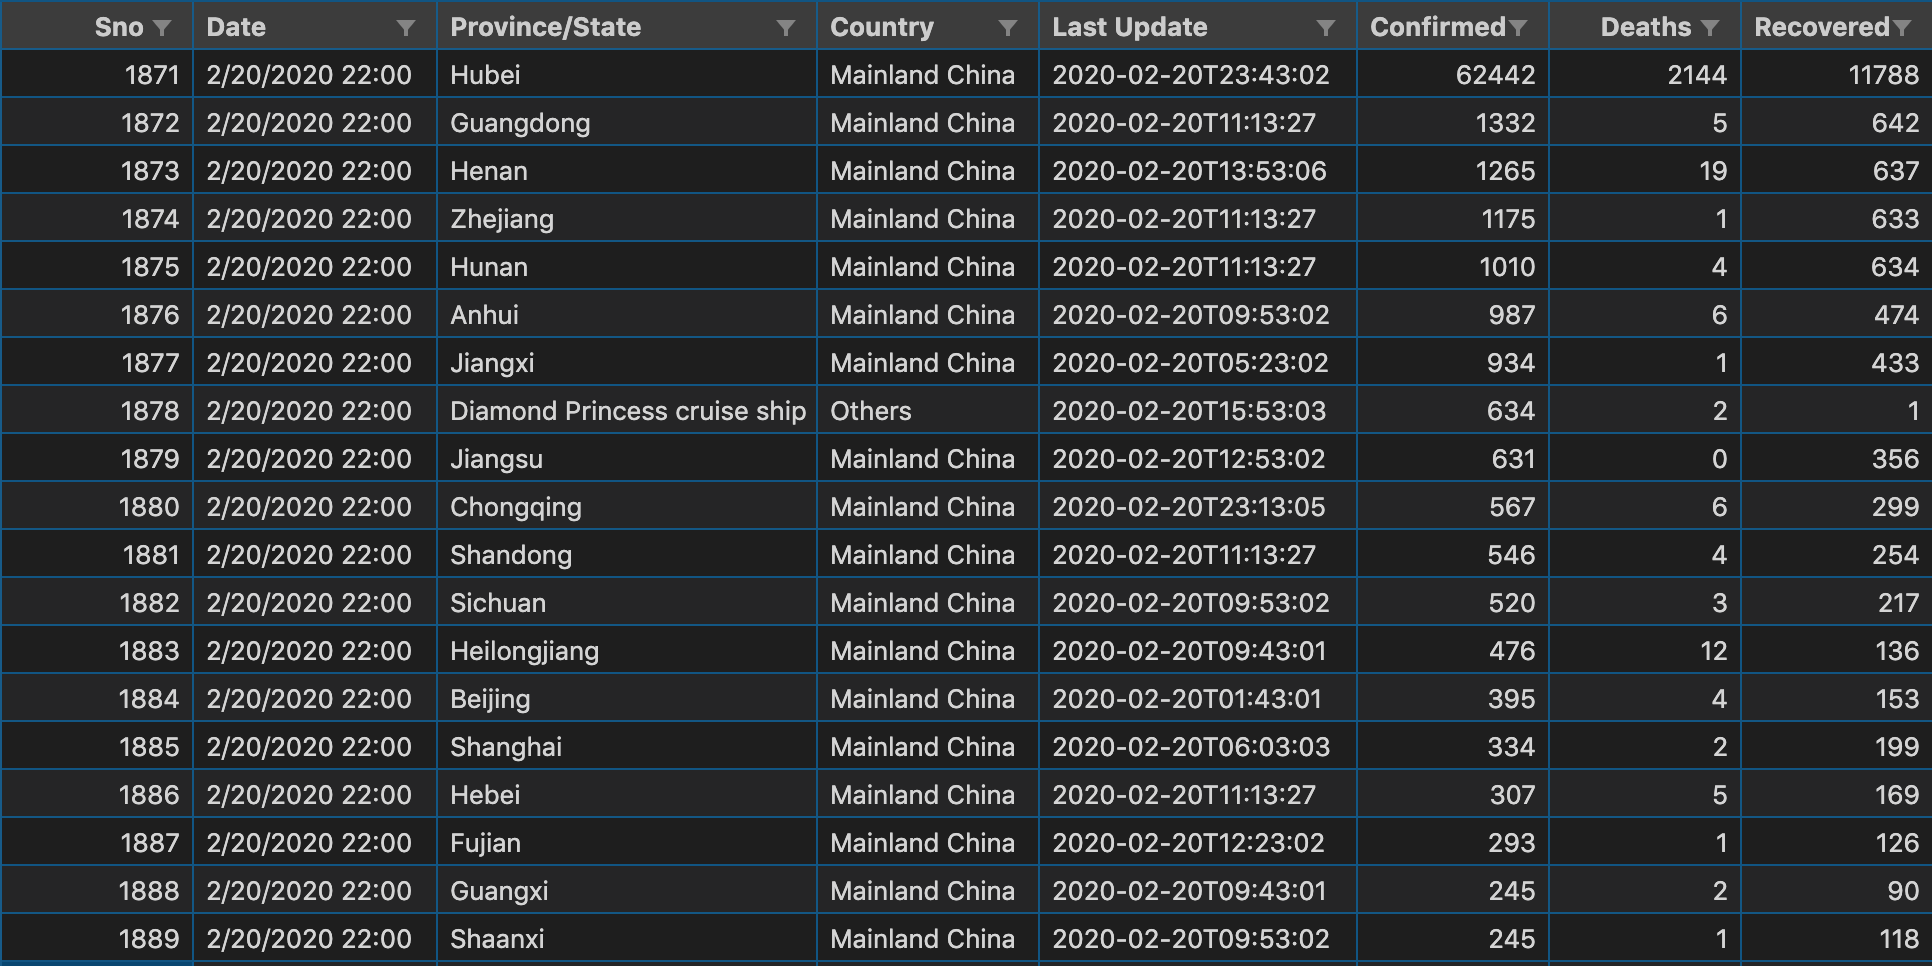 Sno Date Province/State Country Last Update Confirmed Deaths Recovered
1871 2/20/2020 22:00 Hubei Mainland China 2020-02-20T23:43:02 62442 2144 11788
1872 2/20/2020 22:00 Guangdong Mainland China 2020-02-20T11:13:27 1332 5 642
1873 2/20/2020 22:00 Henan Mainland China 2020-02-20T13:53:06 1265 19 637
1874 2/20/2020 22:00 Zhejiang Mainland China 2020-02-20T11:13:27 1175 1 633
1875 2/20/2020 22:00 Hunan Mainland China 2020-02-20T11:13:27 1010 4 634
1876 2/20/2020 22:00 Anhui Mainland China 2020-02-20T09:53:02 987 6 474
1877 2/20/2020 22:00 Jiangxi Mainland China 2020-02-20T05:23:02 934 1 433
1878 2/20/2020 22:00 Diamond Princess cruise ship Others 2020-02-20T15:53:03 634 2 1
1879 2/20/2020 22:00 Jiangsu Mainland China 2020-02-20T12:53:02 631 0 356
1880 2/20/2020 22:00 Chongqing Mainland China 2020-02-20T23:13:05 567 6 299
1881 2/20/2020 22:00 Shandong Mainland China 2020-02-20T11:13:27 546 4 254
1882 2/20/2020 22:00 Sichuan Mainland China 2020-02-20T09:53:02 520 3 217
1883 2/20/2020 22:00 Heilongjiang Mainland China 2020-02-20T09:43:01 476 12 136
1884 2/20/2020 22:00 Beijing Mainland China 2020-02-20T01:43:01 395 4 153
1885 2/20/2020 22:00 Shanghai Mainland China 2020-02-20T06:03:03 334 2 199
1886 2/20/2020 22:00 Hebei Mainland China 2020-02-20T11:13:27 307 5 169
1887 2/20/2020 22:00 Fujian Mainland China 2020-02-20T12:23:02 293 1 126
1888 2/20/2020 22:00 Guangxi Mainland China 2020-02-20T09:43:01 245 2 90
1889 2/20/2020 22:00 Shaanxi Mainland China 2020-02-20T09:53:02 245 1 118